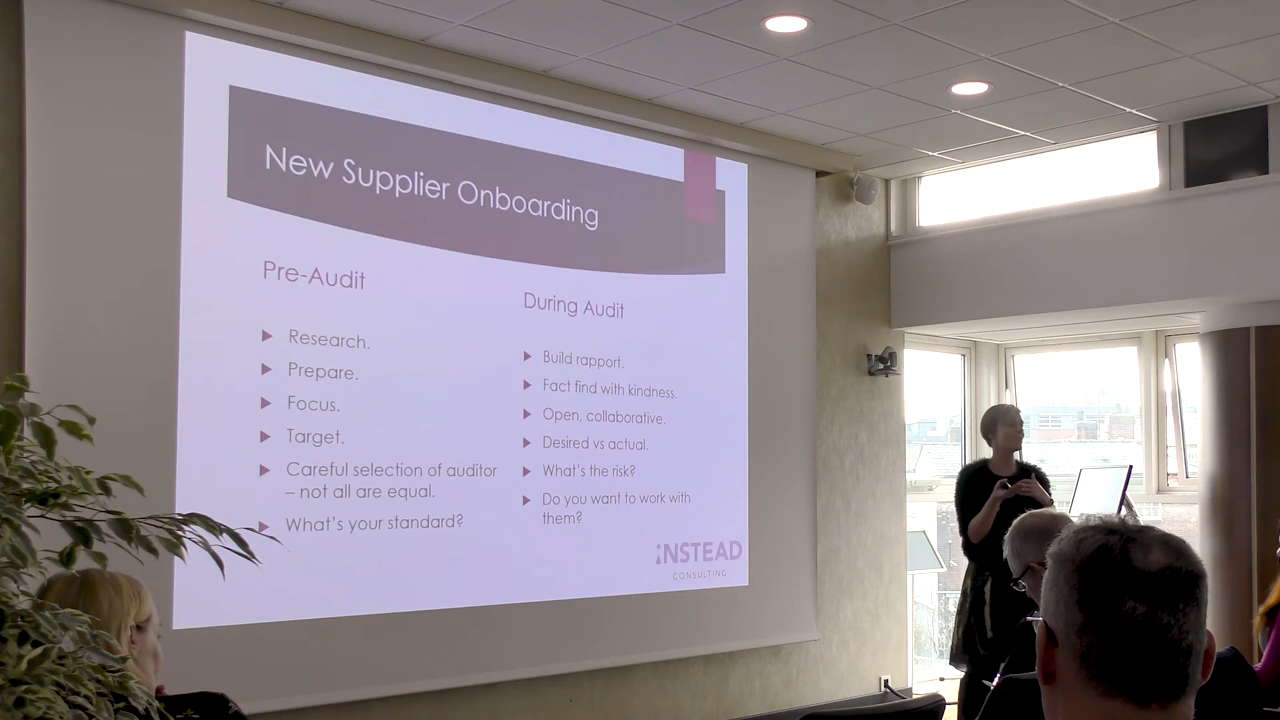 New Supplier Onboarding
Pre-Audit
Research.
Prepare.
Focus.
Target.
Careful selection of auditor
– not all are equal.
What's your standard?
During Audit
Build rapport.
Fact find with kindness.
Open, collaborative.
Desired vs actual.
What's the risk?
Do you want to work with
them?
INSTEAD
CONSULTING